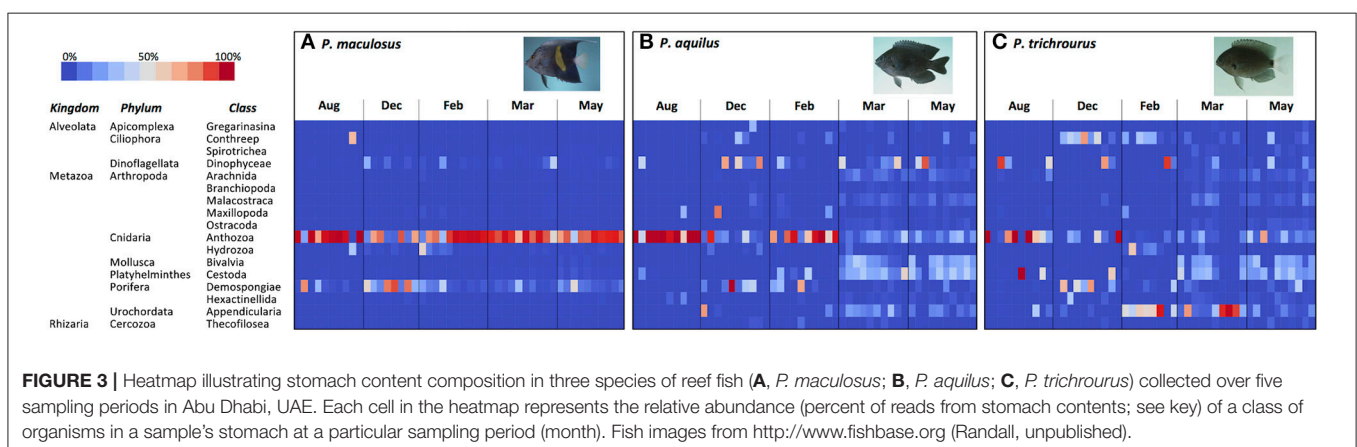 A P. maculosus
B P. aquilus
C P. trichrourus
0% 50% 100%
Kingdom Phylum Class
Aug Dec Feb Mar May
Aug Dec Feb Mar May
Aug Dec Feb Mar May
Alveolata Apicomplexa Gregarinasina
Ciliophora Conthreep
Spirotrichea
Dinoflagellata Dinophyceae
Metazoa Arthropoda Arachnida
Branchiopoda
Malacostraca
Maxillopoda
Ostracoda
Cnidaria Anthozoa
Hydrozoa
Mollusca Bivalvia
Platyhelminthes Cestoda
Porifera Demospongiae
Hexactinellida
Urochordata Appendicularia
Rhizaria Cercozoa Thecofilosea
FIGURE 3 | Heatmap illustrating stomach content composition in three species of reef fish (A, P. maculosus; B, P. aquilus; C, P. trichrourus) collected over five
sampling periods in Abu Dhabi, UAE. Each cell in the heatmap represents the relative abundance (percent of reads from stomach contents; see key) of a class of
organisms in a sample's stomach at a particular sampling period (month). Fish images from http://www.fishbase.org (Randall, unpublished).